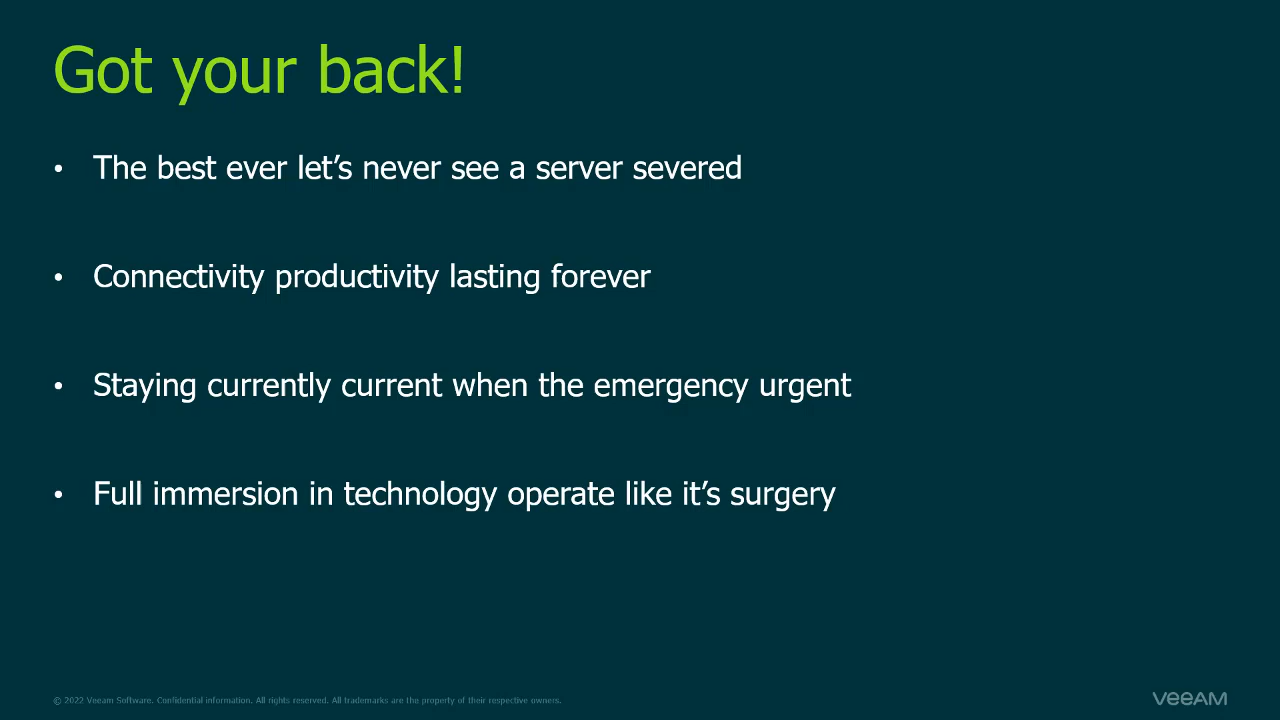 Got your back!
• The best ever let’s never see a server severed
• Connectivity productivity lasting forever
• Staying currently current when the emergency urgent
• Full immersion in technology operate like it’s surgery
© 2022 Veeam Software. Confidential information. All rights reserved. All trademarks are the property of their respective owners.
VEEAM